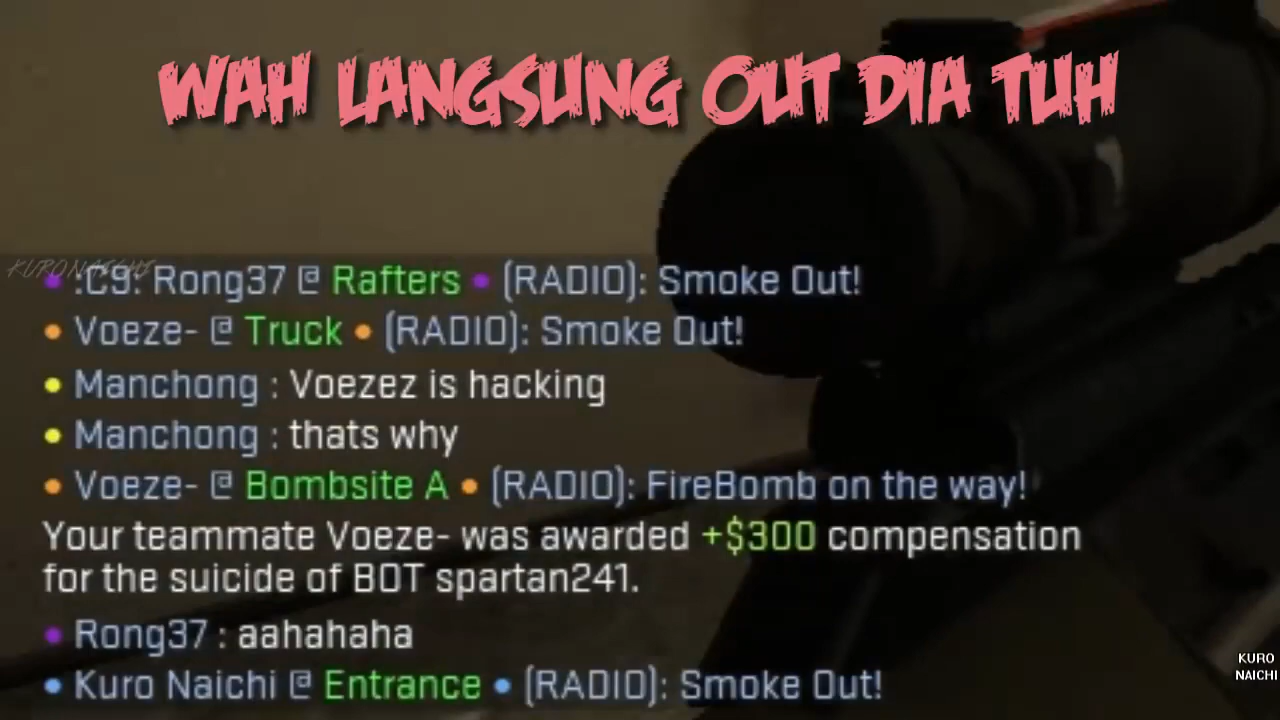 WAH LANGSUNG OUT DIA TUH
KURO NAICHI
• :C9: Rong37 @ Rafters • (RADIO): Smoke Out!
• Voeze- @ Truck • (RADIO): Smoke Out!
• Manchong : Voezez is hacking
• Manchong : thats why
• Voeze- @ Bombsite A • (RADIO): FireBomb on the way!
Your teammate Voeze- was awarded +$300 compensation
for the suicide of BOT spartan241.
• Rong37 : aahahaha
• Kuro Naichi @ Entrance • (RADIO): Smoke Out!
KURO
NAICHI